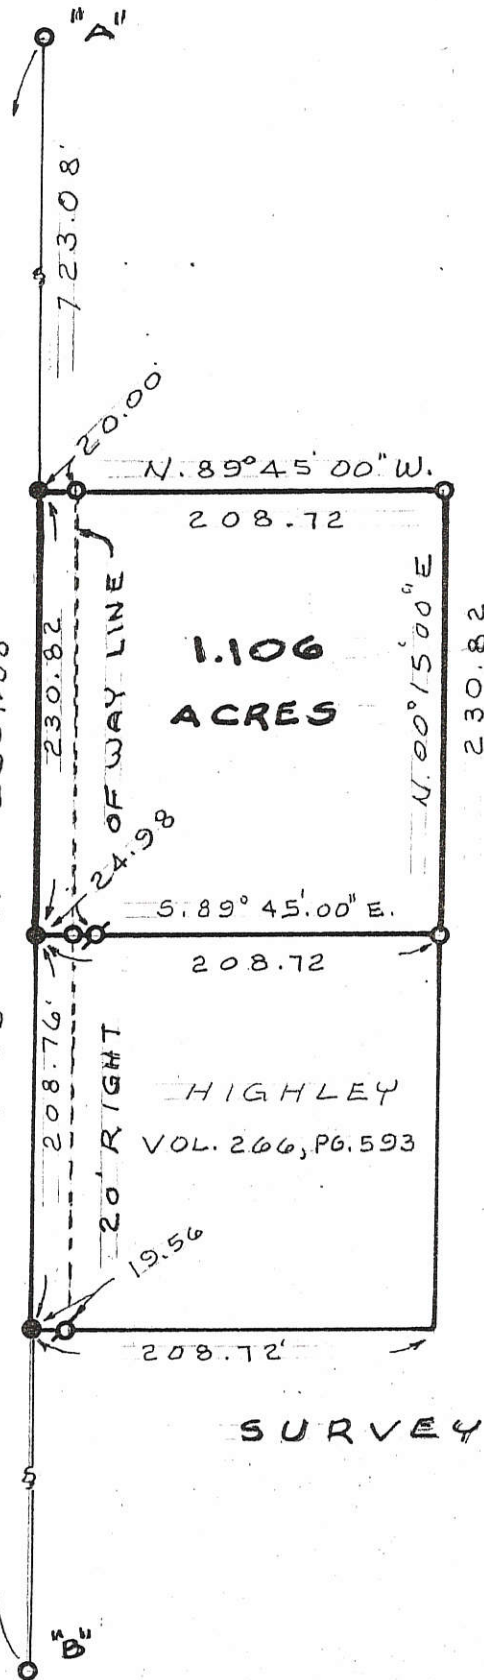 "A"
723.08'
20.00
N. 89° 45' 00" W.
208.72
230.82
OF WAY LINE
1.106
ACRES
N. 00° 15' 00" E
230.82
24.98
S. 89° 45' 00" E.
208.72
208.76'
20' RIGHT
HIGHLEY
VOL. 266, PG. 593
19.56
208.72'
SURVEY
"B"